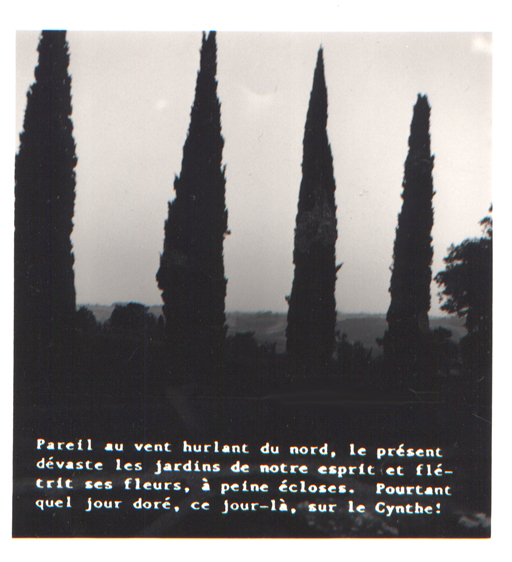 Pareil au vent hurlant du nord, le présent
dévaste les jardins de notre esprit et flé-
trit ses fleurs, à peine écloses. Pourtant
quel jour doré, ce jour-là, sur le Cynthe!